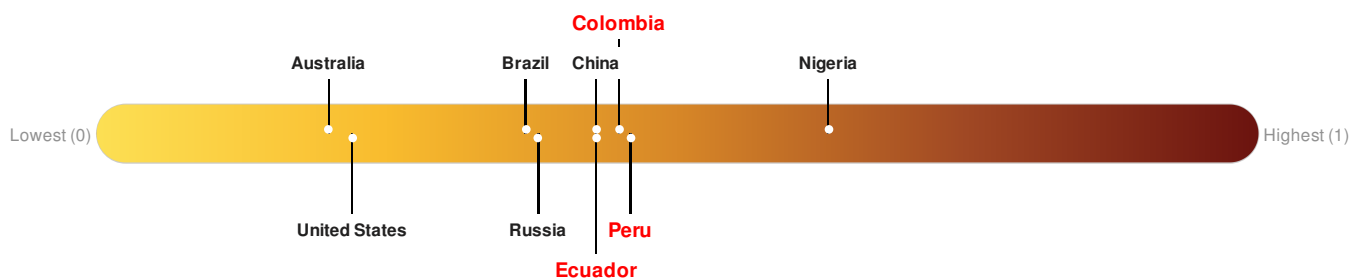 Colombia
Australia
Brazil
China
Nigeria
Lowest (0)
Highest (1)
United States
Russia
Peru
Ecuador